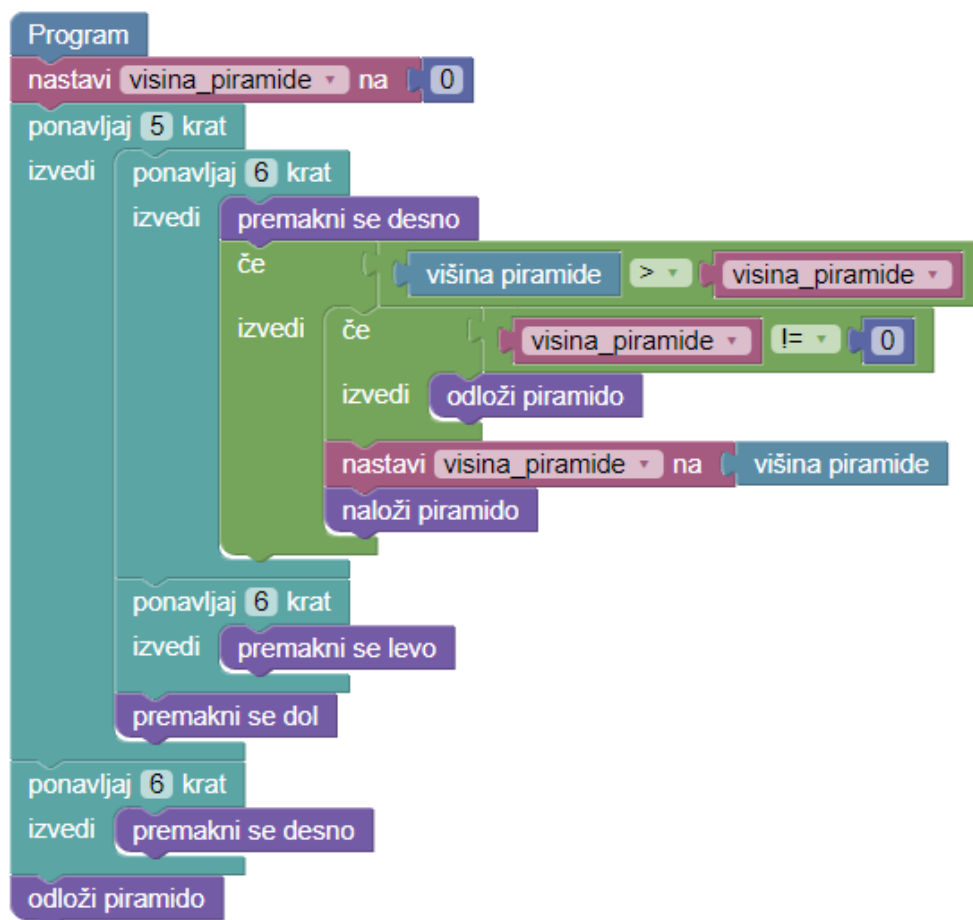 Program
nastavi visina_piramide na 0
ponavljaj 5 krat
izvedi ponavljaj 6 krat
izvedi premakni se desno
če višina piramide > visina_piramide
izvedi če visina_piramide != 0
izvedi odloži piramido
nastavi visina_piramide na višina piramide
naloži piramido
ponavljaj 6 krat
izvedi premakni se levo
premakni se dol
ponavljaj 6 krat
izvedi premakni se desno
odloži piramido